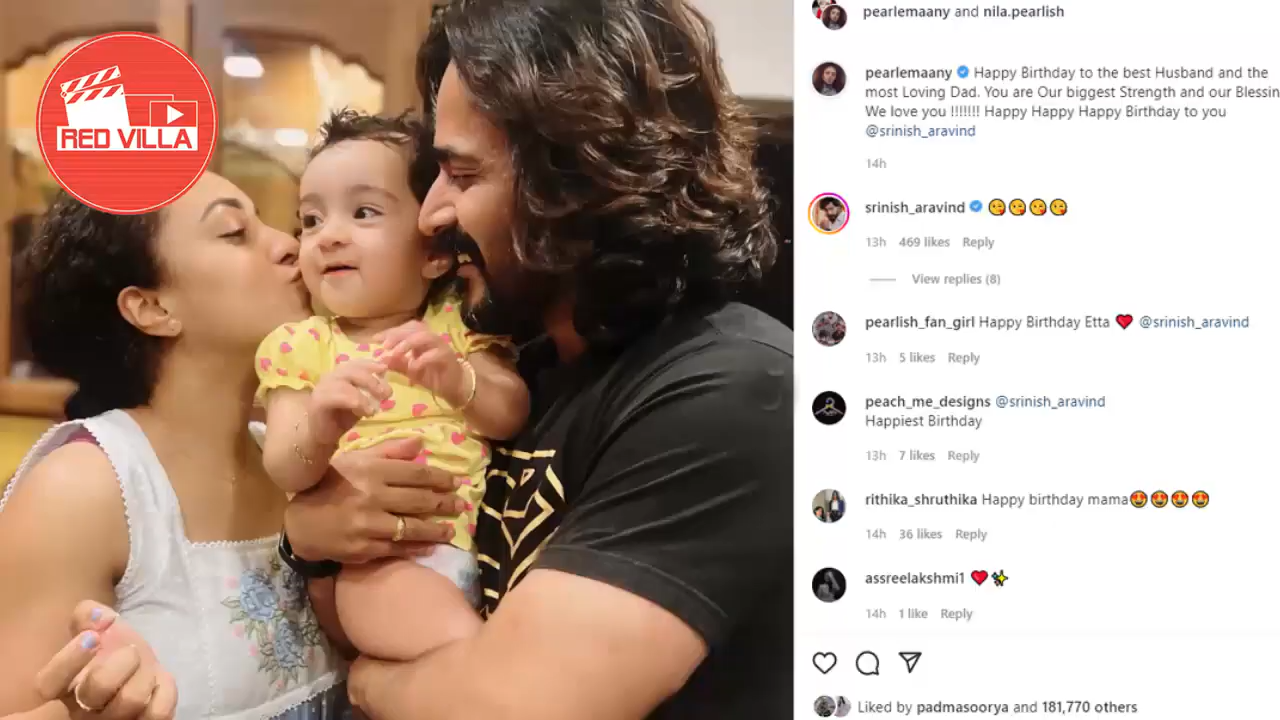 RED VILLA
pearlemaany and nila.pearlish
pearlemaany Happy Birthday to the best Husband and the
most Loving Dad. You are Our biggest Strength and our Blessin
We love you !!!!!!! Happy Happy Happy Birthday to you
@srinish_aravind
14h
srinish_aravind 😘😘😘😘
13h 469 likes Reply
View replies (8)
pearlish_fan_girl Happy Birthday Etta ❤️ @srinish_aravind
13h 5 likes Reply
peach_me_designs @srinish_aravind
Happiest Birthday
13h 7 likes Reply
rithika_shruthika Happy birthday mama😍😍😍😍
14h 36 likes Reply
assreelakshmi1 ❤️✨
14h 1 like Reply
Liked by padmasoorya and 181,770 others